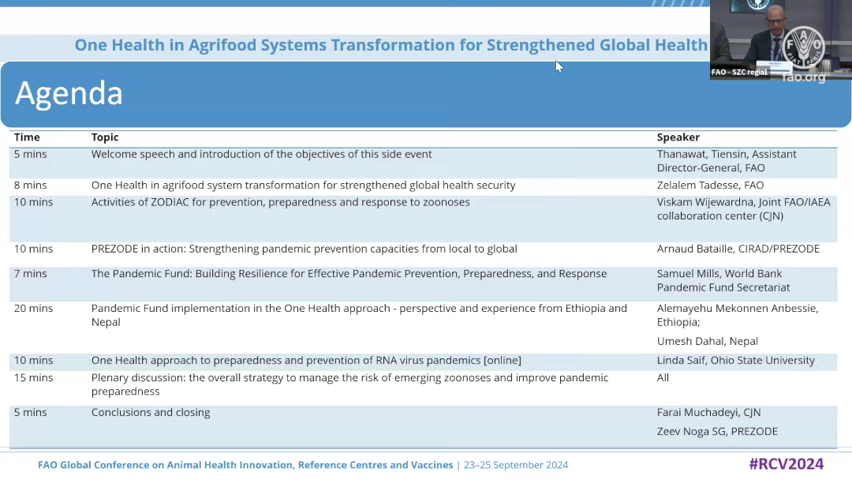 One Health in Agrifood Systems Transformation for Strengthened Global Health
FAO - SZC regia
FAO
fao.org
Agenda
Time Topic Speaker
5 mins Welcome speech and introduction of the objectives of this side event Thanawat, Tiensin, Assistant
Director-General, FAO
8 mins One Health in agrifood system transformation for strengthened global health security Zelalem Tadesse, FAO
10 mins Activities of ZODIAC for prevention, preparedness and response to zoonoses Viskam Wijewardna, Joint FAO/IAEA
collaboration center (CJN)
10 mins PREZODE in action: Strengthening pandemic prevention capacities from local to global Arnaud Bataille, CIRAD/PREZODE
7 mins The Pandemic Fund: Building Resilience for Effective Pandemic Prevention, Preparedness, and Response Samuel Mills, World Bank
Pandemic Fund Secretariat
20 mins Pandemic Fund implementation in the One Health approach - perspective and experience from Ethiopia and Alemayehu Mekonnen Anbessie,
Nepal Ethiopia;
Umesh Dahal, Nepal
10 mins One Health approach to preparedness and prevention of RNA virus pandemics [online] Linda Saif, Ohio State University
15 mins Plenary discussion: the overall strategy to manage the risk of emerging zoonoses and improve pandemic All
preparedness
5 mins Conclusions and closing Farai Muchadeyi, CJN
Zeev Noga SG, PREZODE
FAO Global Conference on Animal Health Innovation, Reference Centres and Vaccines | 23–25 September 2024 #RCV2024